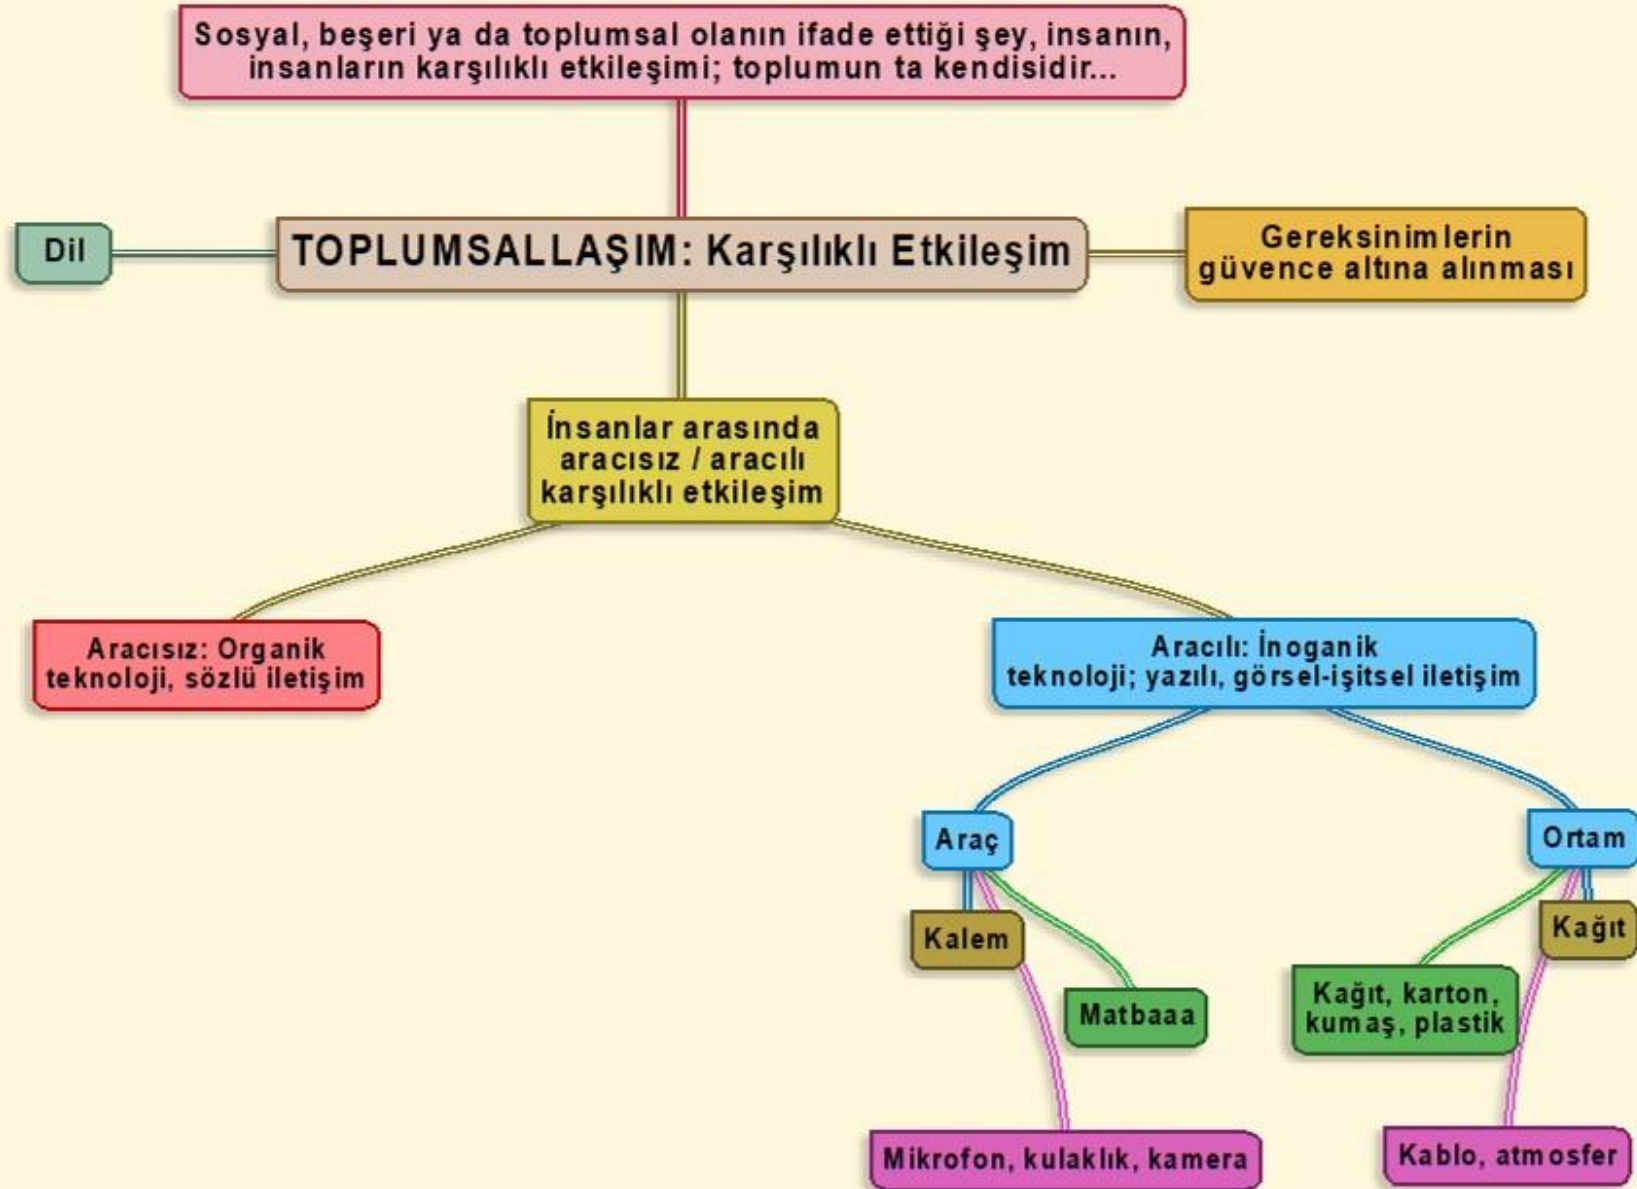 Sosyal, beşeri ya da toplumsal olanın ifade ettiği şey, insanın,
insanların karşılıklı etkileşimi; toplumun ta kendisidir...
Dil
TOPLUMSALLAŞIM: Karşılıklı Etkileşim
Gereksinimlerin
güvence altına alınması
İnsanlar arasında
aracısız / aracılı
karşılıklı etkileşim
Aracısız: Organik
teknoloji, sözlü iletişim
Aracılı: İnoganik
teknoloji; yazılı, görsel-işitsel iletişim
Araç
Ortam
Kalem
Kağıt
Matbaaa
Kağıt, karton,
kumaş, plastik
Mikrofon, kulaklık, kamera
Kablo, atmosfer